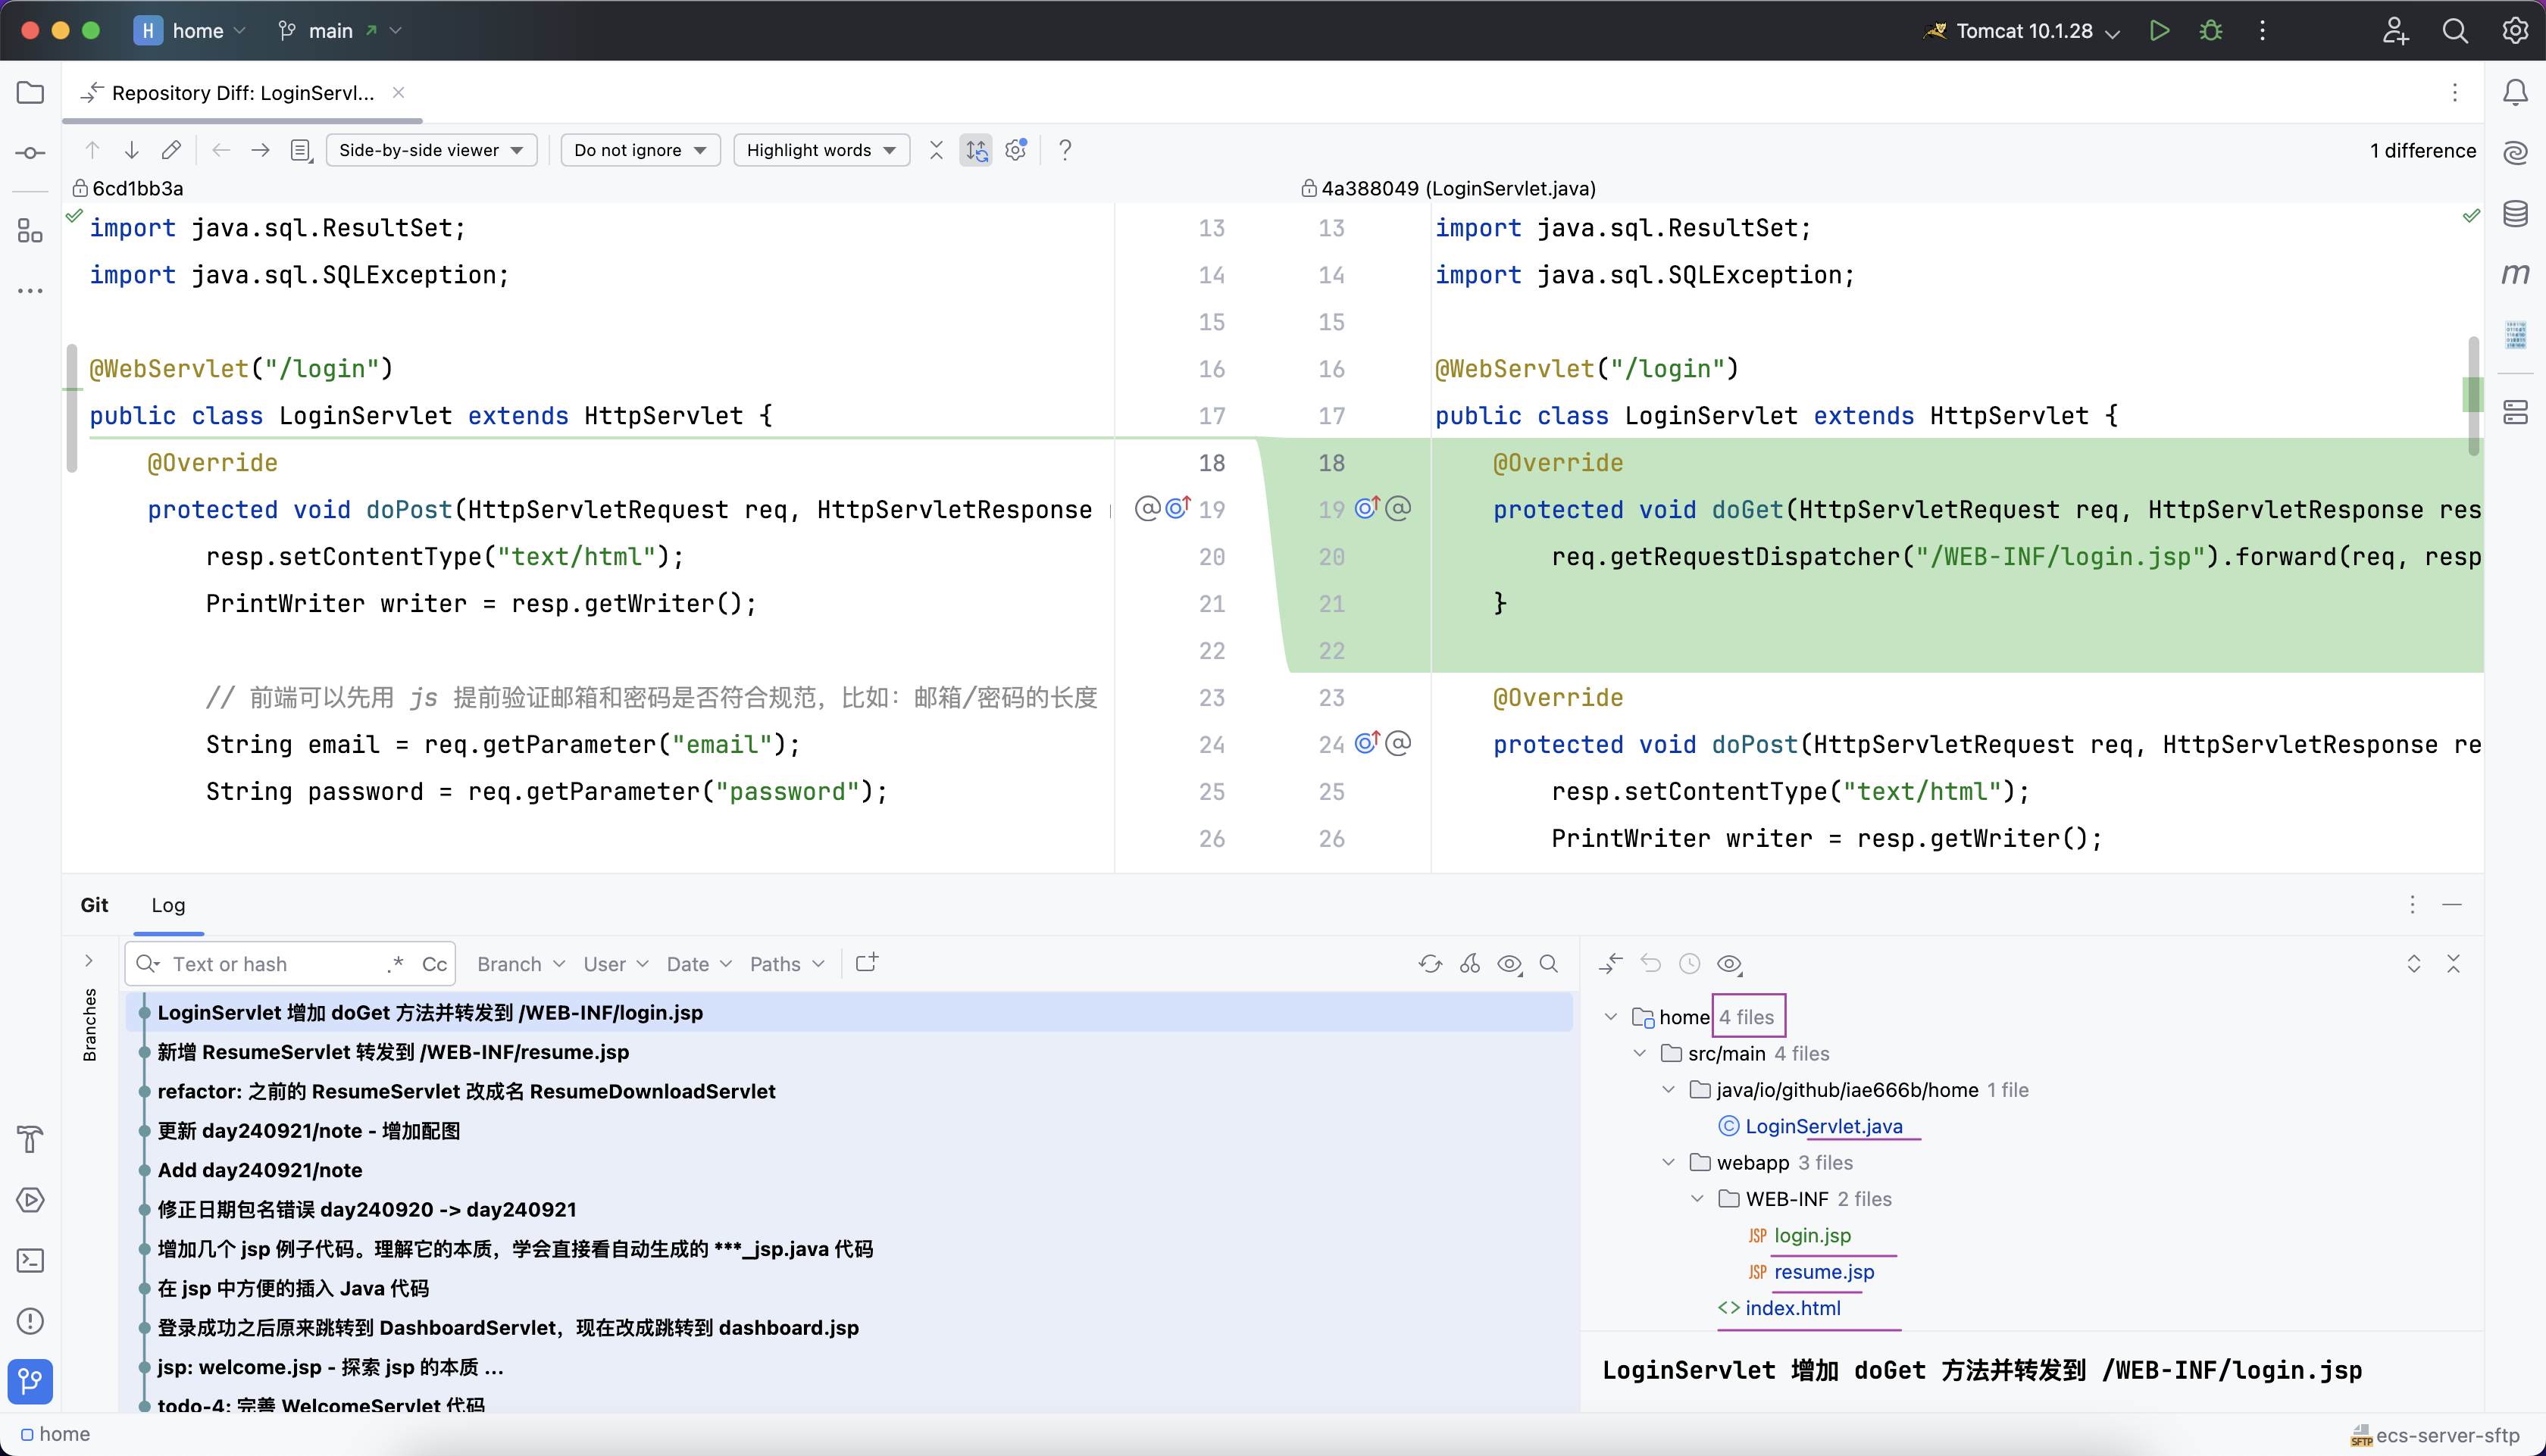 H home main Tomcat 10.1.28
Repository Diff: LoginServl...
Side-by-side viewer Do not ignore Highlight words ? 1 difference
6cd1bb3a 4a388049 (LoginServlet.java)
import java.sql.ResultSet; 13 13 import java.sql.ResultSet;
import java.sql.SQLException; 14 14 import java.sql.SQLException;
15 15
@WebServlet("/login") 16 16 @WebServlet("/login")
public class LoginServlet extends HttpServlet { 17 17 public class LoginServlet extends HttpServlet {
@Override 18 18 @Override
protected void doPost(HttpServletRequest req, HttpServletResponse 19 19 protected void doGet(HttpServletRequest req, HttpServletResponse res
resp.setContentType("text/html"); 20 20 req.getRequestDispatcher("/WEB-INF/login.jsp").forward(req, resp
PrintWriter writer = resp.getWriter(); 21 21 }
22 22
// 前端可以先用 js 提前验证邮箱和密码是否符合规范，比如：邮箱/密码的长度 23 23 @Override
String email = req.getParameter("email"); 24 24 protected void doPost(HttpServletRequest req, HttpServletResponse re
String password = req.getParameter("password"); 25 25 resp.setContentType("text/html");
26 26 PrintWriter writer = resp.getWriter();
Git Log
Text or hash .* Cc Branch User Date Paths
Branches
LoginServlet 增加 doGet 方法并转发到 /WEB-INF/login.jsp
新增 ResumeServlet 转发到 /WEB-INF/resume.jsp
refactor: 之前的 ResumeServlet 改成名 ResumeDownloadServlet
更新 day240921/note - 增加配图
Add day240921/note
修正日期包名错误 day240920 -> day240921
增加几个 jsp 例子代码。理解它的本质，学会直接看自动生成的 ***_jsp.java 代码
在 jsp 中方便的插入 Java 代码
登录成功之后原来跳转到 DashboardServlet，现在改成跳转到 dashboard.jsp
jsp: welcome.jsp - 探索 jsp 的本质 ...
todo-4: 完善 WelcomeServlet 代码
home 4 files
src/main 4 files
java/io/github/iae666b/home 1 file
LoginServlet.java
webapp 3 files
WEB-INF 2 files
JSP login.jsp
JSP resume.jsp
<> index.html
LoginServlet 增加 doGet 方法并转发到 /WEB-INF/login.jsp
home SFTP ecs-server-sftp